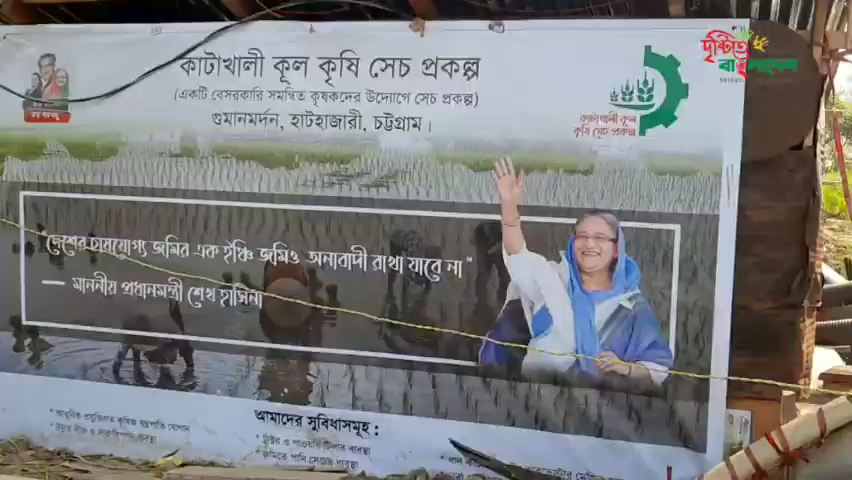 কাটাখালী কূল কৃষি সেচ প্রকল্প
(একটি বেসরকারি সমন্বিত কৃষকদের উদ্যোগে সেচ প্রকল্প)
গুমানমর্দন, হাটহাজারী, চট্টগ্রাম।
দৃষ্টিতে
বাংলাদেশ
কাটাখালী কূল
কৃষি সেচ প্রকল্প
"দেশের চাষযোগ্য জমির এক ইঞ্চি জমিও অনাবাদী রাখা যাবে না"
— মাননীয় প্রধানমন্ত্রী শেখ হাসিনা
আমাদের সুবিধাসমূহ :